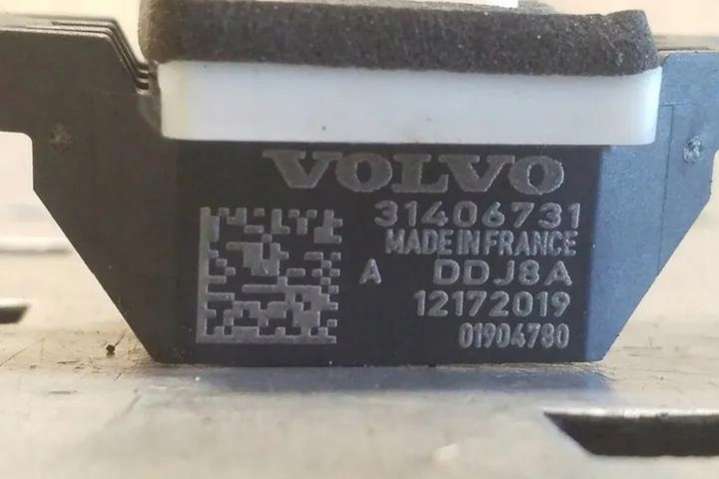 VOLVO
31406731
MADE IN FRANCE
A DDJ8A
12172019
01904780